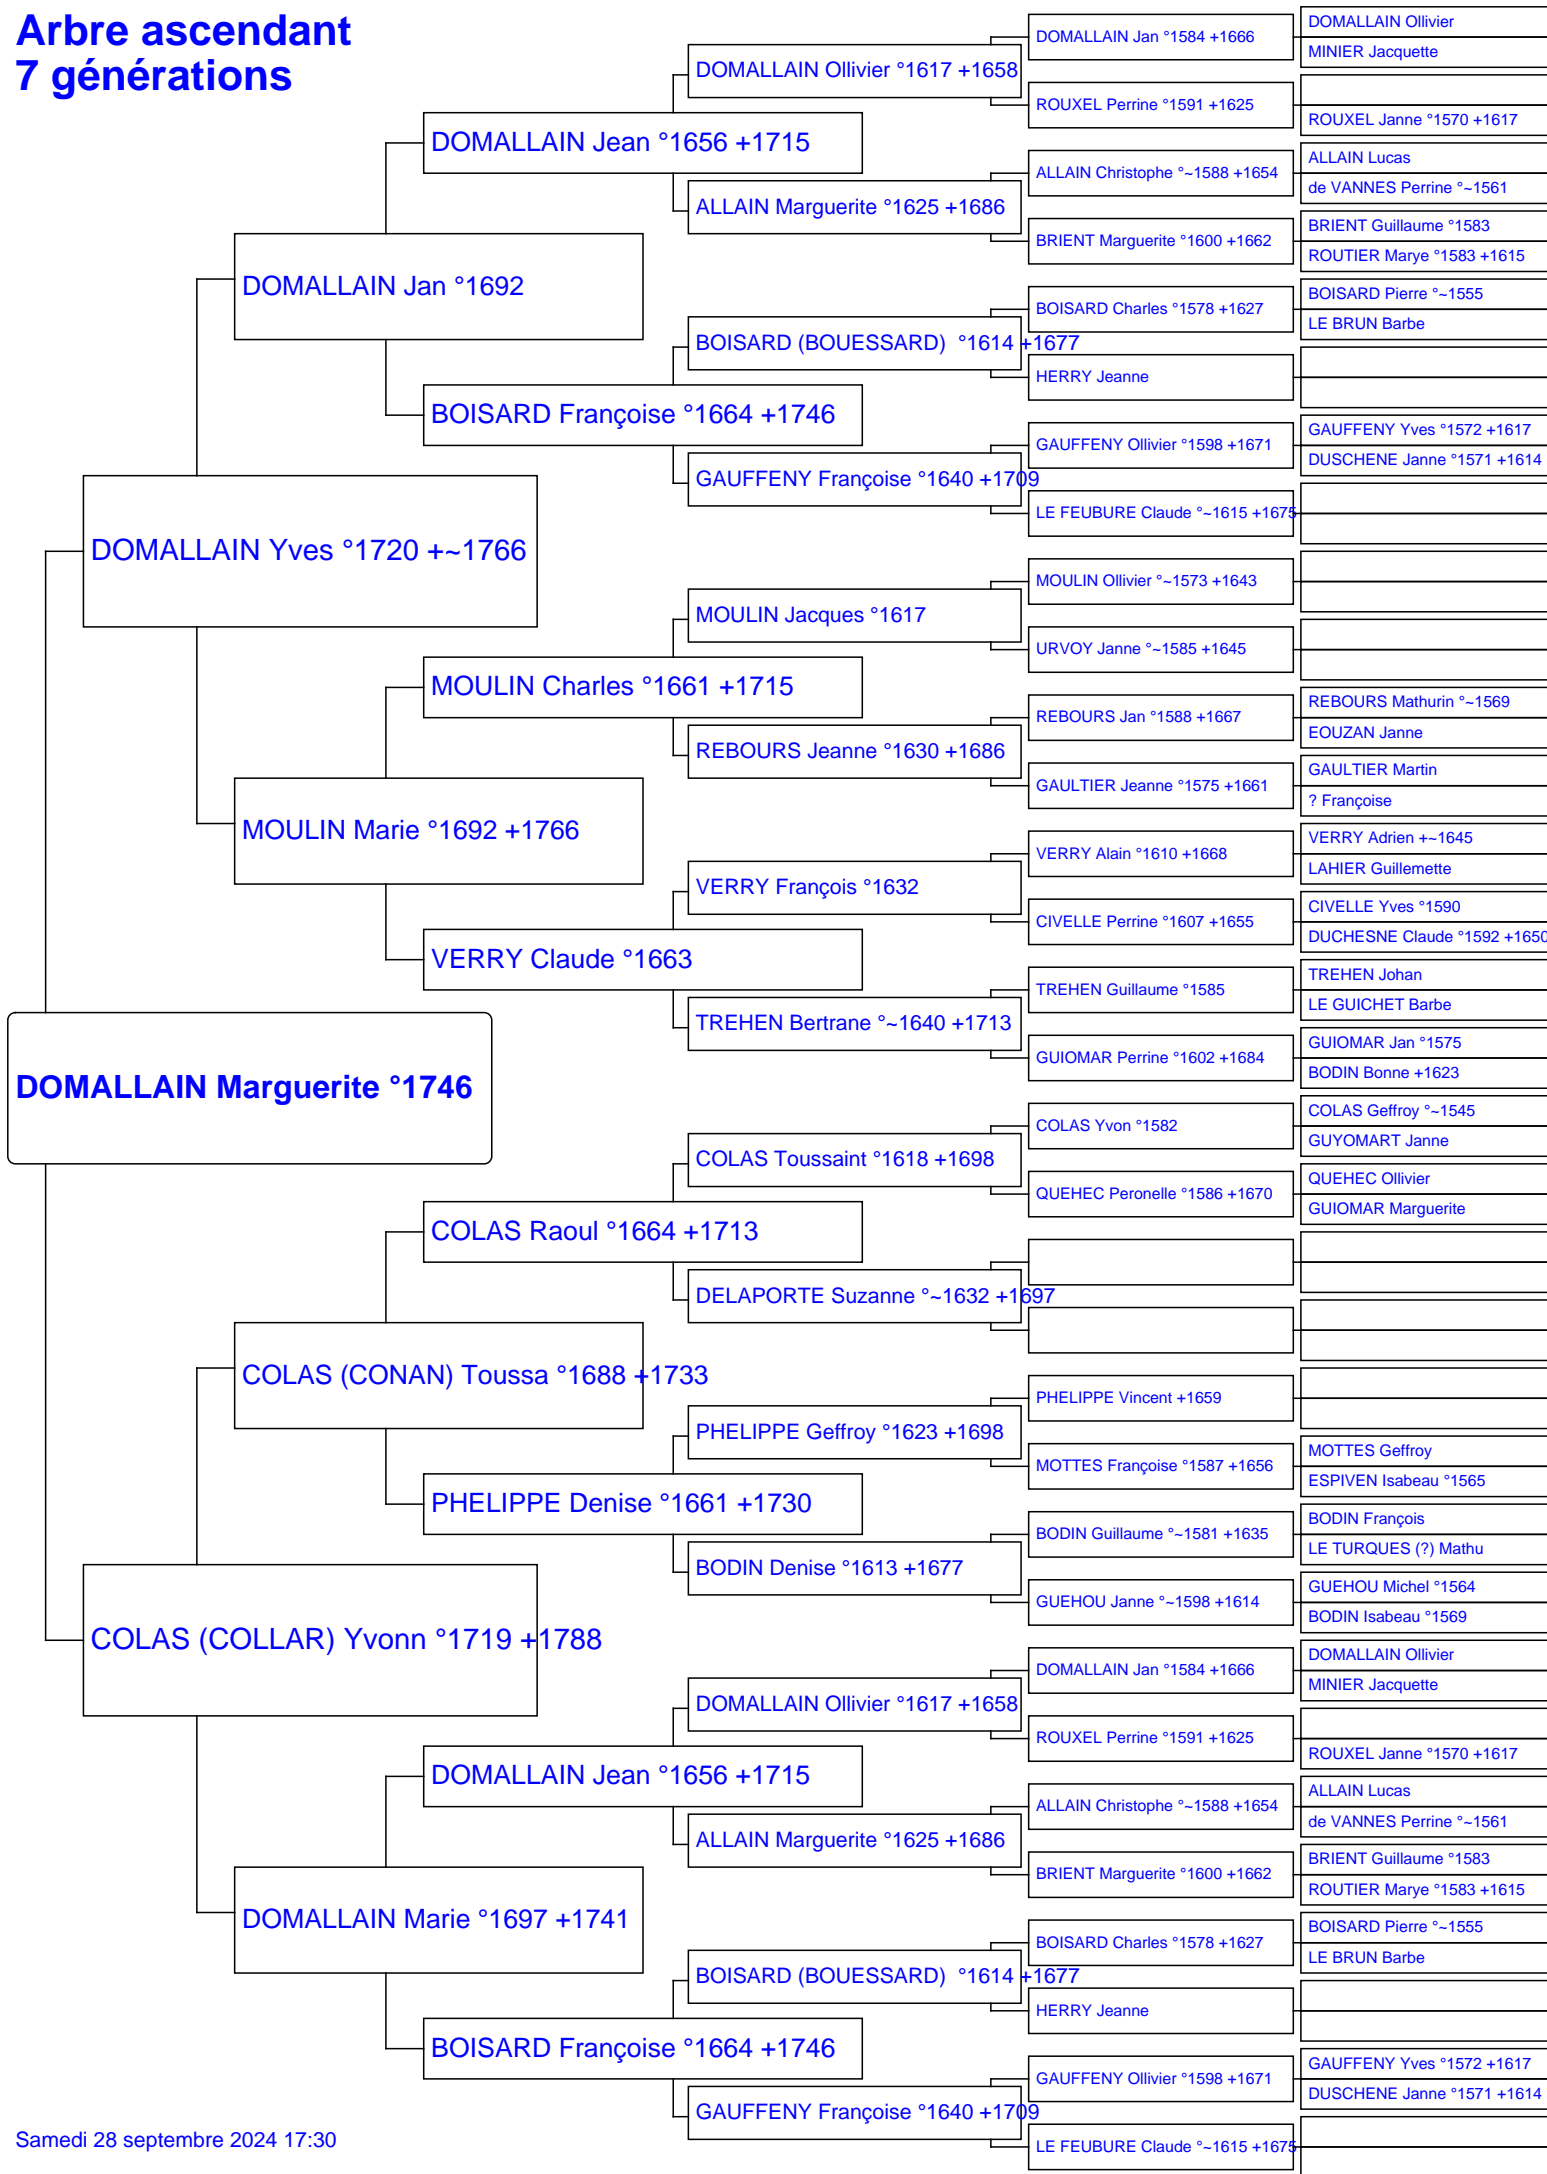 Arbre ascendant
7 générations
DOMALLAIN Marguerite °1746
DOMALLAIN Yves °1720 +~1766
COLAS (COLLAR) Yvonn °1719 +1788
DOMALLAIN Jan °1692
MOULIN Marie °1692 +1766
COLAS (CONAN) Toussa °1688 +1733
DOMALLAIN Marie °1697 +1741
DOMALLAIN Jean °1656 +1715
BOISARD Françoise °1664 +1746
MOULIN Charles °1661 +1715
VERRY Claude °1663
COLAS Raoul °1664 +1713
PHELIPPE Denise °1661 +1730
DOMALLAIN Jean °1656 +1715
BOISARD Françoise °1664 +1746
DOMALLAIN Ollivier °1617 +1658
ALLAIN Marguerite °1625 +1686
BOISARD (BOUESSARD) °1614 +1677
GAUFFENY Françoise °1640 +1709
MOULIN Jacques °1617
REBOURS Jeanne °1630 +1686
VERRY François °1632
TREHEN Bertrane °~1640 +1713
COLAS Toussaint °1618 +1698
DELAPORTE Suzanne °~1632 +1697
PHELIPPE Geffroy °1623 +1698
BODIN Denise °1613 +1677
DOMALLAIN Ollivier °1617 +1658
ALLAIN Marguerite °1625 +1686
BOISARD (BOUESSARD) °1614 +1677
GAUFFENY Françoise °1640 +1709
DOMALLAIN Jan °1584 +1666
ROUXEL Perrine °1591 +1625
ALLAIN Christophe °~1588 +1654
BRIENT Marguerite °1600 +1662
BOISARD Charles °1578 +1627
HERRY Jeanne
GAUFFENY Ollivier °1598 +1671
LE FEUBURE Claude °~1615 +1675
MOULIN Ollivier °~1573 +1643
URVOY Janne °~1585 +1645
REBOURS Jan °1588 +1667
GAULTIER Jeanne °1575 +1661
VERRY Alain °1610 +1668
CIVELLE Perrine °1607 +1655
TREHEN Guillaume °1585
GUIOMAR Perrine °1602 +1684
COLAS Yvon °1582
QUEHEC Peronelle °1586 +1670
PHELIPPE Vincent +1659
MOTTES Françoise °1587 +1656
BODIN Guillaume °~1581 +1635
GUEHOU Janne °~1598 +1614
DOMALLAIN Jan °1584 +1666
ROUXEL Perrine °1591 +1625
ALLAIN Christophe °~1588 +1654
BRIENT Marguerite °1600 +1662
BOISARD Charles °1578 +1627
HERRY Jeanne
GAUFFENY Ollivier °1598 +1671
LE FEUBURE Claude °~1615 +1675
DOMALLAIN Ollivier
MINIER Jacquette
ROUXEL Janne °1570 +1617
ALLAIN Lucas
de VANNES Perrine °~1561
BRIENT Guillaume °1583
ROUTIER Marye °1583 +1615
BOISARD Pierre °~1555
LE BRUN Barbe
GAUFFENY Yves °1572 +1617
DUSCHENE Janne °1571 +1614
REBOURS Mathurin °~1569
EOUZAN Janne
GAULTIER Martin
? Françoise
VERRY Adrien +~1645
LAHIER Guillemette
CIVELLE Yves °1590
DUCHESNE Claude °1592 +1650
TREHEN Johan
LE GUICHET Barbe
GUIOMAR Jan °1575
BODIN Bonne +1623
COLAS Geffroy °~1545
GUYOMART Janne
QUEHEC Ollivier
GUIOMAR Marguerite
MOTTES Geffroy
ESPIVEN Isabeau °1565
BODIN François
LE TURQUES (?) Mathu
GUEHOU Michel °1564
BODIN Isabeau °1569
DOMALLAIN Ollivier
MINIER Jacquette
ROUXEL Janne °1570 +1617
ALLAIN Lucas
de VANNES Perrine °~1561
BRIENT Guillaume °1583
ROUTIER Marye °1583 +1615
BOISARD Pierre °~1555
LE BRUN Barbe
GAUFFENY Yves °1572 +1617
DUSCHENE Janne °1571 +1614
Samedi 28 septembre 2024 17:30